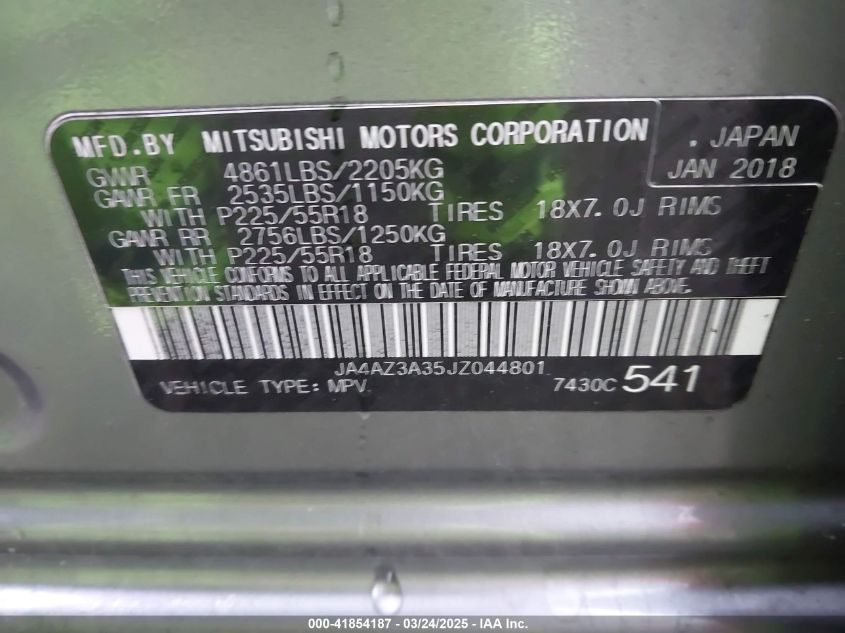 MFD.BY MITSUBISHI MOTORS CORPORATION . JAPAN
GVWR 4861LBS/2205KG JAN 2018
GAWR FR 2535LBS/1150KG
WITH P225/55R18 TIRES 18X7.0J RIMS
GAWR RR 2756LBS/1250KG
WITH P225/55R18 TIRES 18X7.0J RIMS
THIS VEHICLE CONFORMS TO ALL APPLICABLE FEDERAL MOTOR VEHICLE SAFETY AND THEFT
PREVENTION STANDARDS IN EFFECT ON THE DATE OF MANUFACTURE SHOWN ABOVE.
JA4AZ3A35JZ044801
VEHICLE TYPE: MPV 7430C 541
000-41854187 - 03/24/2025 - IAA Inc.